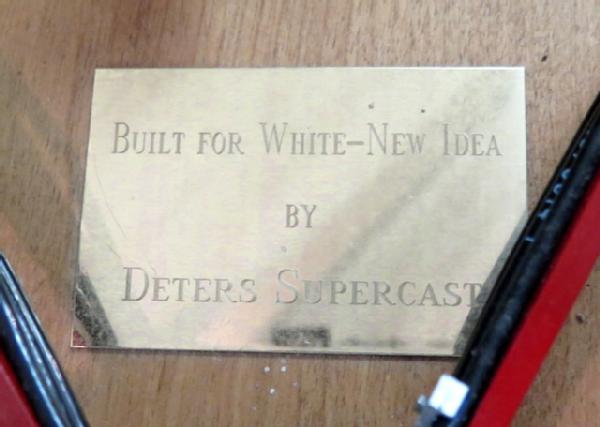 Built for White-New Idea
by
Deters Supercast